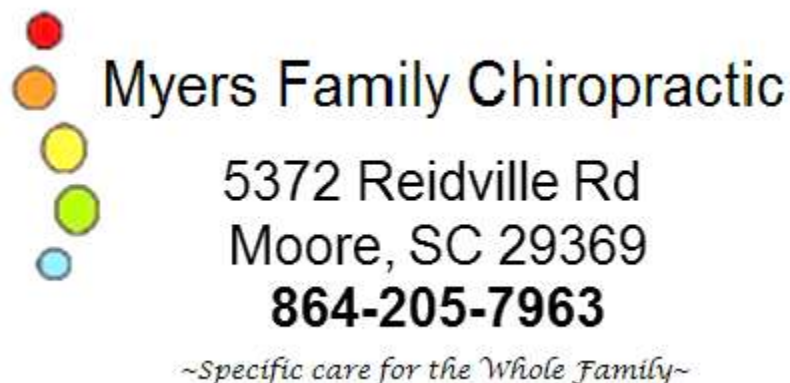 Myers Family Chiropractic
5372 Reidville Rd
Moore, SC 29369
864-205-7963
~Specific care for the Whole Family~